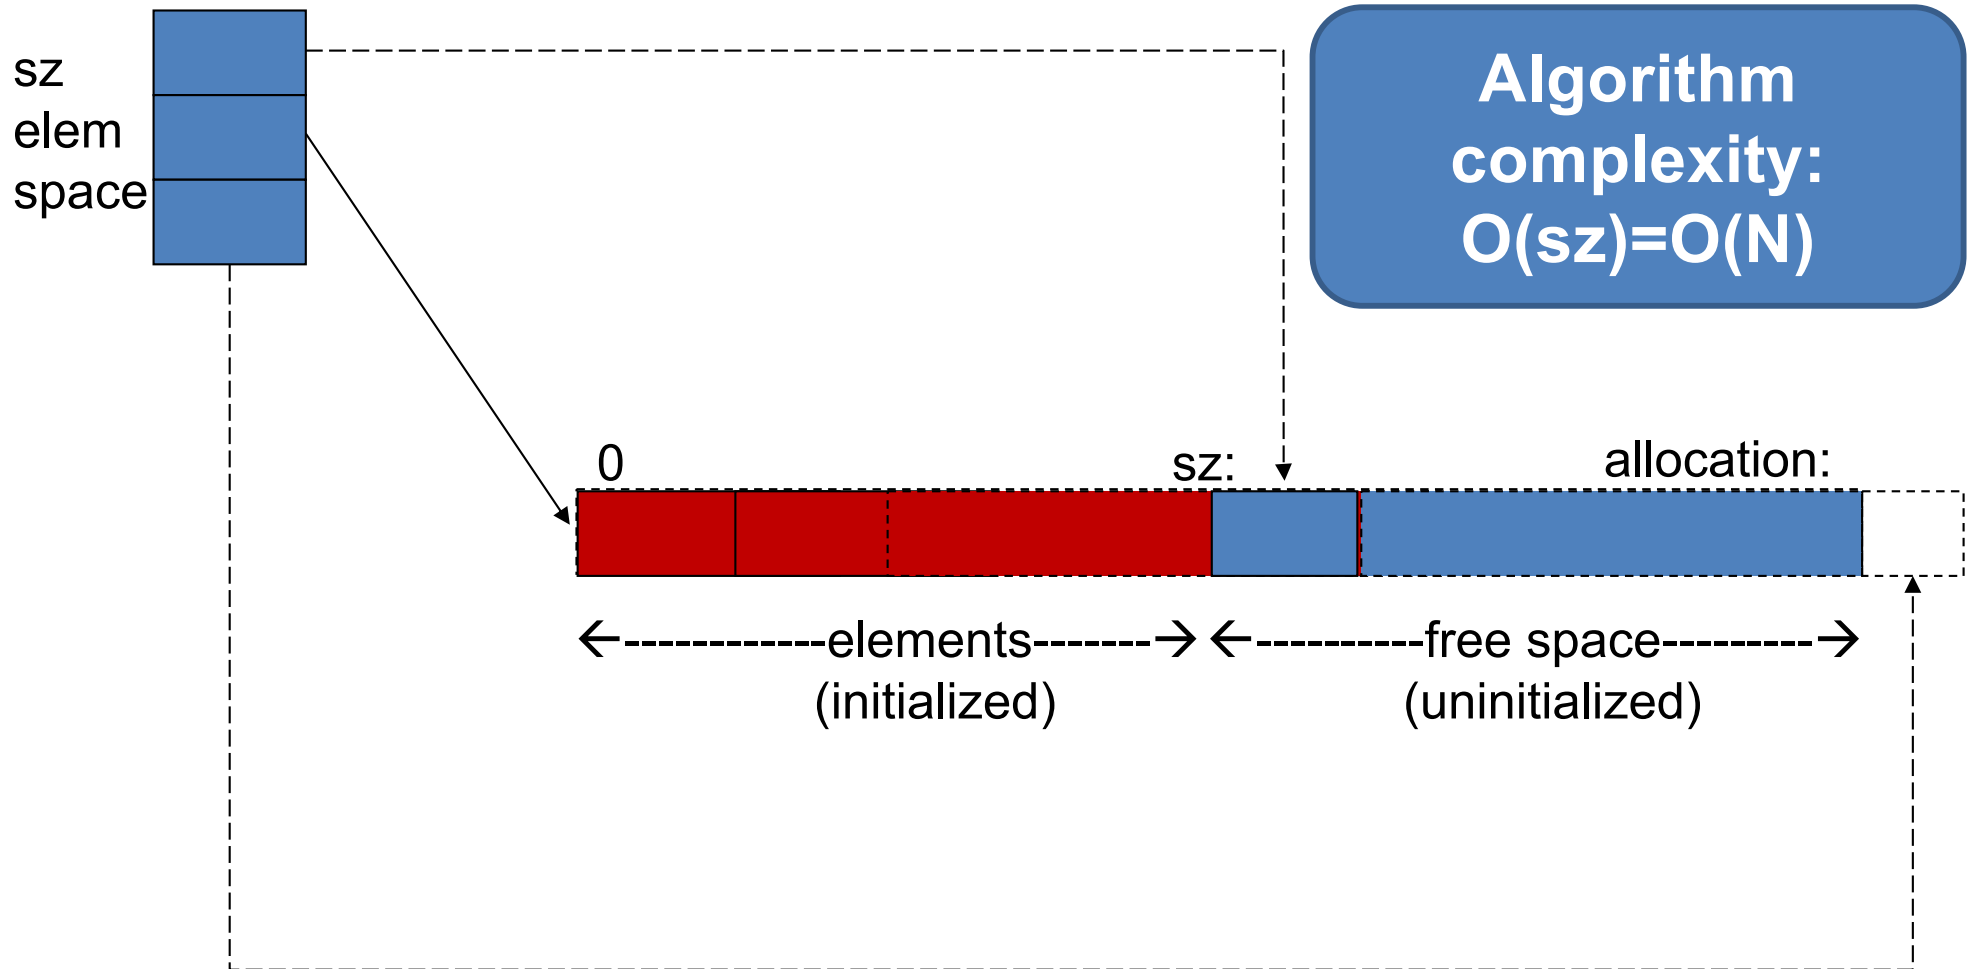 sz
elem
space
Algorithm
complexity:
O(sz)=O(N)
0
sz:
allocation:
←------------elements-------→
←----------free space---------→
(initialized)
(uninitialized)